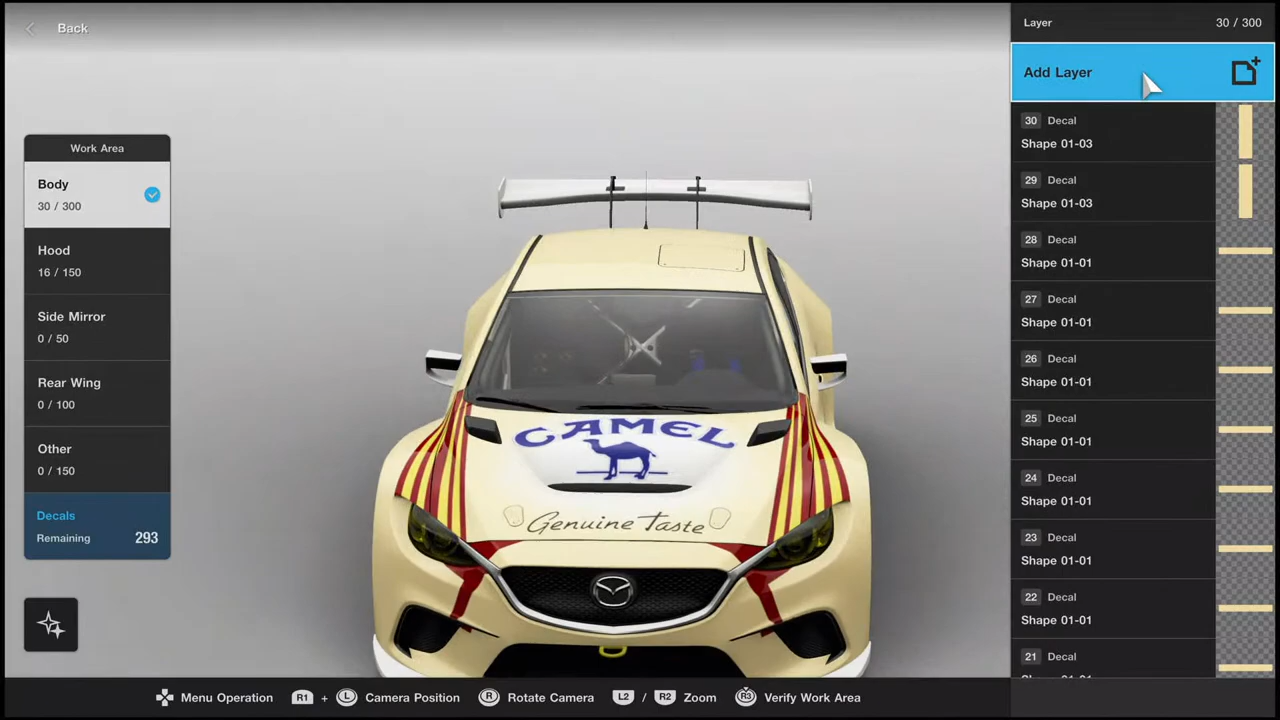 Back
Work Area
Body
30 / 300
Hood
16 / 150
Side Mirror
0 / 50
Rear Wing
0 / 100
Other
0 / 150
Decals
Remaining 293
CAMEL
Genuine Taste
Layer 30 / 300
Add Layer
30 Decal
Shape 01-03
29 Decal
Shape 01-03
28 Decal
Shape 01-01
27 Decal
Shape 01-01
26 Decal
Shape 01-01
25 Decal
Shape 01-01
24 Decal
Shape 01-01
23 Decal
Shape 01-01
22 Decal
Shape 01-01
21 Decal
Menu Operation R1 + L Camera Position R Rotate Camera L2 / R2 Zoom R3 Verify Work Area